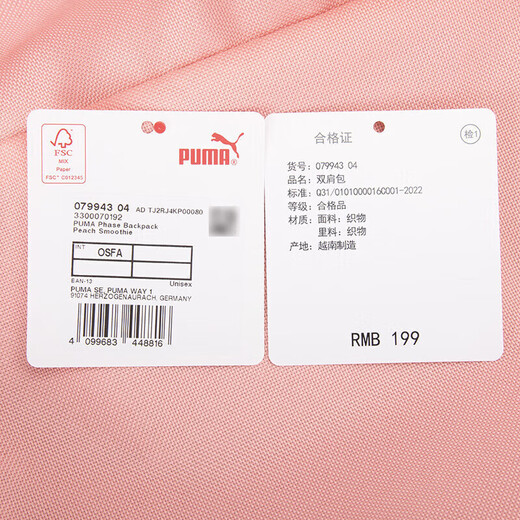 FSC
MIX
Paper
FSC® C012345
PUMA
079943 04 AD TJ2RJ4KP00080
3300070192
PUMA Phase Backpack
Peach Smoothie
INT OSFA
EAN-13 Unisex
PUMA SE, PUMA WAY 1
91074 HERZOGENAURACH, GERMANY
4 099683 448816
合格证
检1
货号: 079943 04
品名: 双肩包
标准: Q31/0101000016C001-2022
等级: 合格品
材质: 面料: 织物
里料: 织物
产地: 越南制造
RMB 199